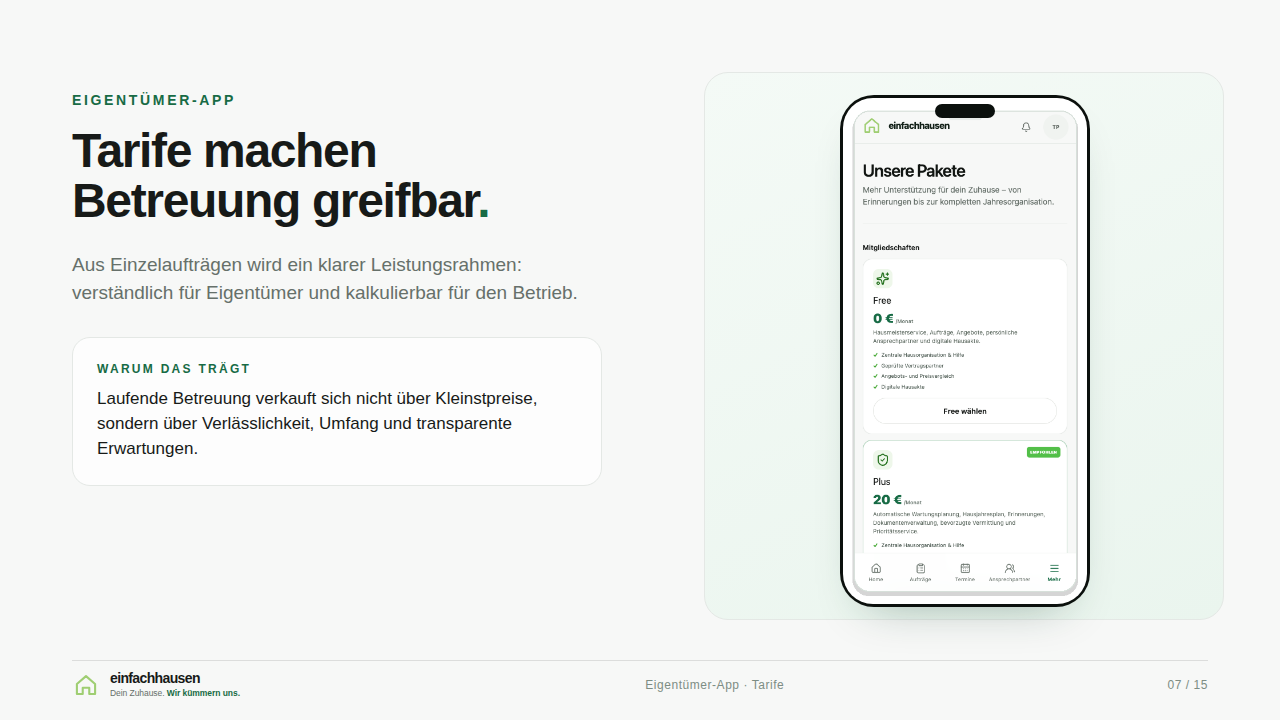 EIGENTÜMER-APP
Tarife machen
Betreuung greifbar.
Aus Einzelaufträgen wird ein klarer Leistungsrahmen:
verständlich für Eigentümer und kalkulierbar für den Betrieb.
WARUM DAS TRÄGT
Laufende Betreuung verkauft sich nicht über Kleinstpreise,
sondern über Verlässlichkeit, Umfang und transparente
Erwartungen.
einfachhausen
TP
Unsere Pakete
Mehr Unterstützung für dein Zuhause – von
Erinnerungen bis zur kompletten Jahresorganisation.
Mitgliedschaften
Free
0 € /Monat
Hausmeisterservice, Aufträge, Angebote, persönliche
Ansprechpartner und digitale Hausakte.
✓ Zentrale Hausorganisation & Hilfe
✓ Geprüfte Vertragspartner
✓ Angebots- und Preisvergleich
✓ Digitale Hausakte
Free wählen
EMPFOHLEN
Plus
20 € /Monat
Automatische Wartungsplanung, Hausjahresplan, Erinnerungen,
Dokumentenverwaltung, bevorzugte Vermittlung und
Prioritätsservice.
✓ Zentrale Hausorganisation & Hilfe
Home Aufträge Termine Ansprechpartner Mehr
einfachhausen
Dein Zuhause. Wir kümmern uns.
Eigentümer-App · Tarife
07 / 15